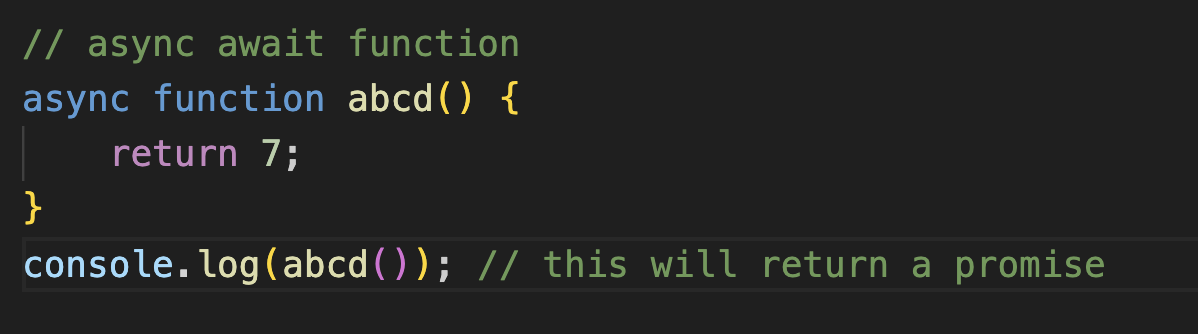 // async await function
async function abcd() {
    return 7;
}
console.log(abcd()); // this will return a promise